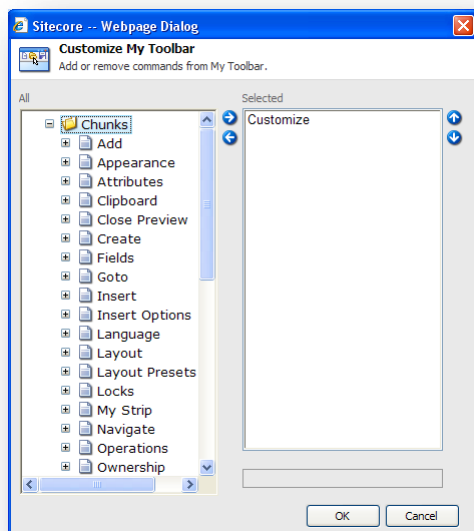 Sitecore -- Webpage Dialog
Customize My Toolbar
Add or remove commands from My Toolbar.
All
Selected
Chunks
Add
Appearance
Attributes
Clipboard
Close Preview
Create
Fields
Goto
Insert
Insert Options
Language
Layout
Layout Presets
Locks
My Strip
Navigate
Operations
Ownership
Customize
OK
Cancel